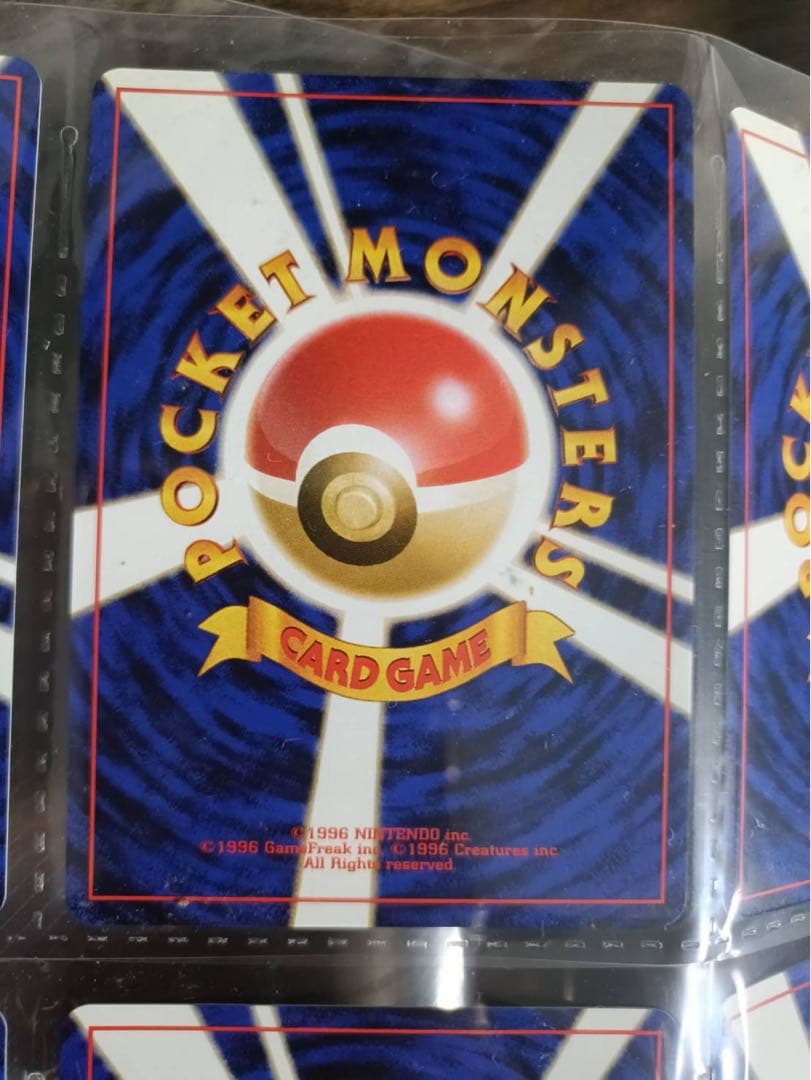 POCKET MONSTERS
CARD GAME
©1996 NINTENDO inc.
©1996 GameFreak inc. ©1996 Creatures inc.
All Rights reserved.